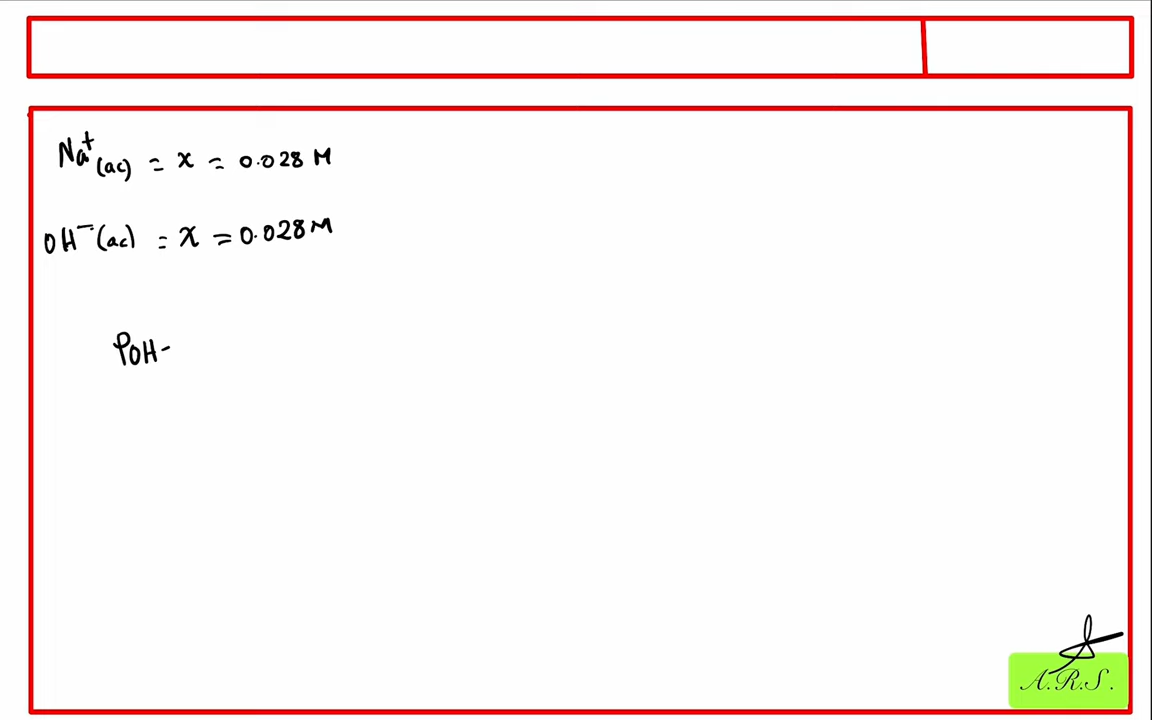 Na⁺(ac) = x = 0.028 M
OH⁻(ac) = x = 0.028 M
POH-
A.R.S.